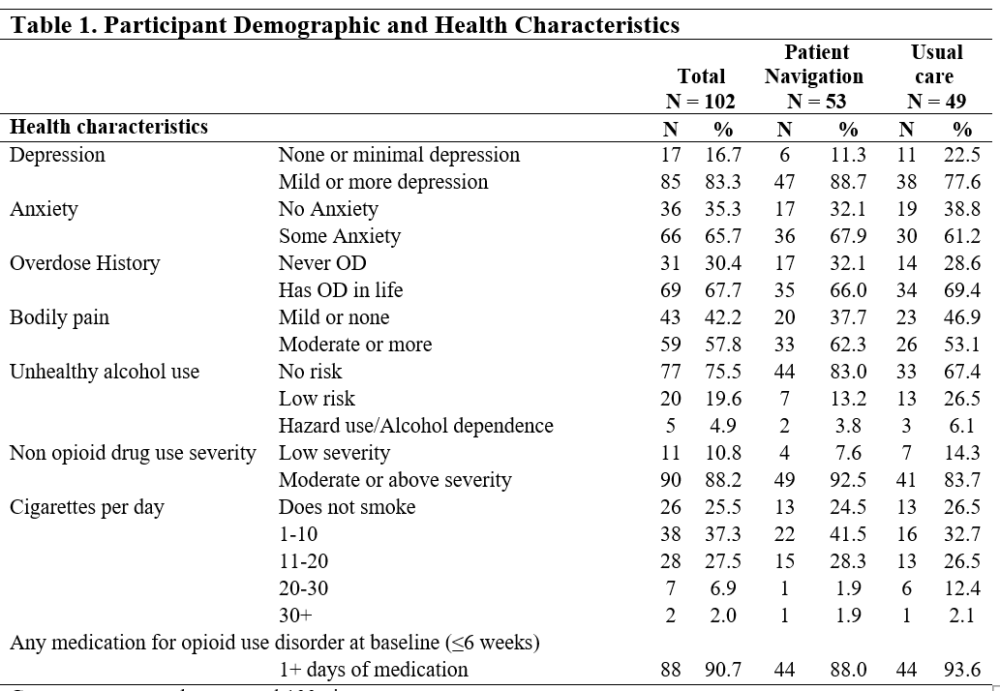 Table 1. Participant Demographic and Health Characteristics
Total N = 102 Patient Navigation N = 53 Usual care N = 49
Health characteristics N % N % N %
Depression None or minimal depression 17 16.7 6 11.3 11 22.5
Mild or more depression 85 83.3 47 88.7 38 77.6
Anxiety No Anxiety 36 35.3 17 32.1 19 38.8
Some Anxiety 66 65.7 36 67.9 30 61.2
Overdose History Never OD 31 30.4 17 32.1 14 28.6
Has OD in life 69 67.7 35 66.0 34 69.4
Bodily pain Mild or none 43 42.2 20 37.7 23 46.9
Moderate or more 59 57.8 33 62.3 26 53.1
Unhealthy alcohol use No risk 77 75.5 44 83.0 33 67.4
Low risk 20 19.6 7 13.2 13 26.5
Hazard use/Alcohol dependence 5 4.9 2 3.8 3 6.1
Non opioid drug use severity Low severity 11 10.8 4 7.6 7 14.3
Moderate or above severity 90 88.2 49 92.5 41 83.7
Cigarettes per day Does not smoke 26 25.5 13 24.5 13 26.5
1-10 38 37.3 22 41.5 16 32.7
11-20 28 27.5 15 28.3 13 26.5
20-30 7 6.9 1 1.9 6 12.4
30+ 2 2.0 1 1.9 1 2.1
Any medication for opioid use disorder at baseline (≤6 weeks)
1+ days of medication 88 90.7 44 88.0 44 93.6